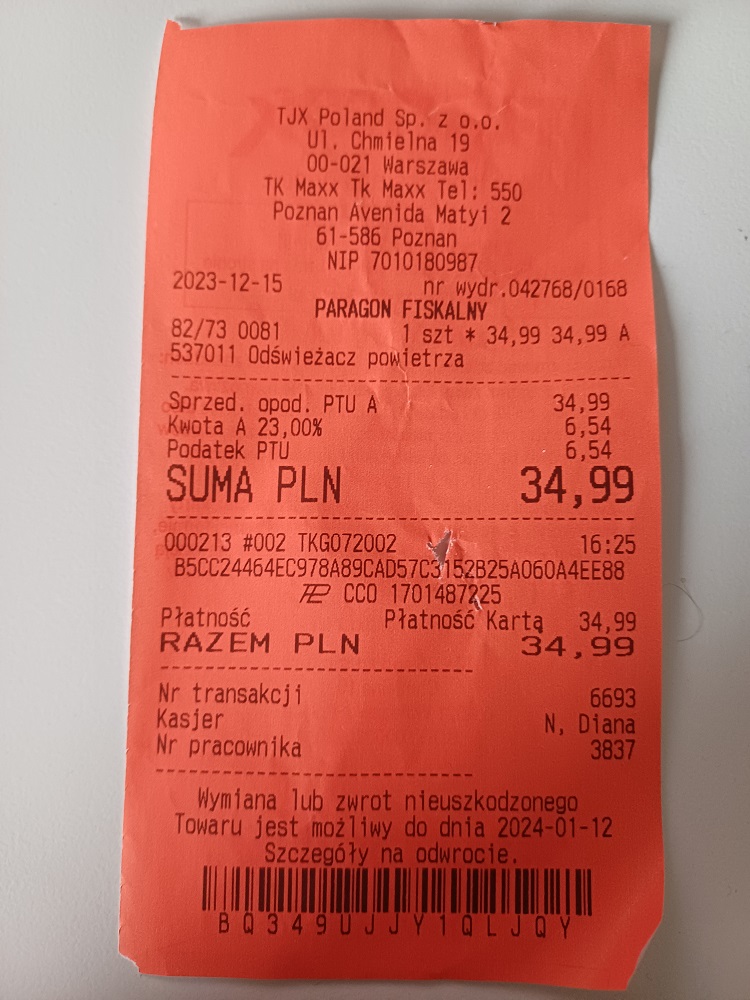 TJX Poland Sp. z o.o.
Ul. Chmielna 19
00-021 Warszawa
TK Maxx Tk Maxx Tel: 550
Poznan Avenida Matyi 2
61-586 Poznan
NIP 7010180987
2023-12-15 nr wydr.042768/0168
PARAGON FISKALNY
82/73 0081 1 szt * 34,99 34,99 A
537011 Odświeżacz powietrza
Sprzed. opod. PTU A 34,99
Kwota A 23,00% 6,54
Podatek PTU 6,54
SUMA PLN 34,99
000213 #002 TKG072002 16:25
B5CC24464EC978A89CAD57C3152B25A060A4EE88
CCO 1701487225
Płatność Płatność Kartą 34,99
RAZEM PLN 34,99
Nr transakcji 6693
Kasjer N, Diana
Nr pracownika 3837
Wymiana lub zwrot nieuszkodzonego
Towaru jest możliwy do dnia 2024-01-12
Szczegóły na odwrocie.
BQ349UJJY1QLJQY